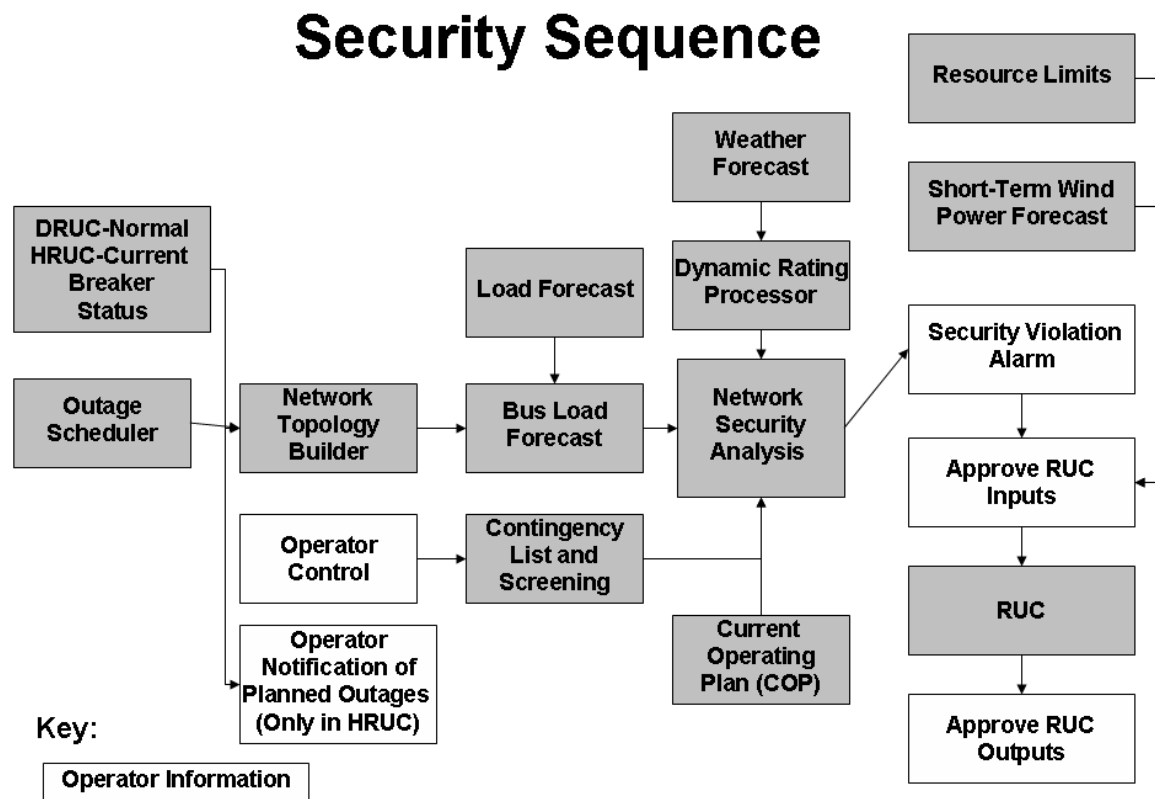 Security Sequence
Resource Limits
Weather
Forecast
Short-Term Wind
Power Forecast
DRUC-Normal
HRUC-Current
Breaker
Status
Load Forecast
Dynamic Rating
Processor
Security Violation
Alarm
Outage
Scheduler
Network
Topology
Builder
Bus Load
Forecast
Network
Security
Analysis
Approve RUC
Inputs
Operator
Control
Contingency
List and
Screening
RUC
Operator
Notification of
Planned Outages
(Only in HRUC)
Current
Operating
Plan (COP)
Approve RUC
Outputs
Key:
Operator Information